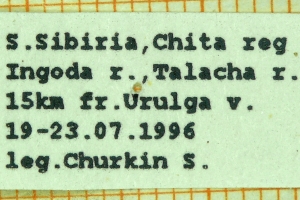 S.Sibiria,Chita reg
Ingoda r.,Talacha r.
15km fr.Urulga v.
19-23.07.1996
leg.Churkin S.